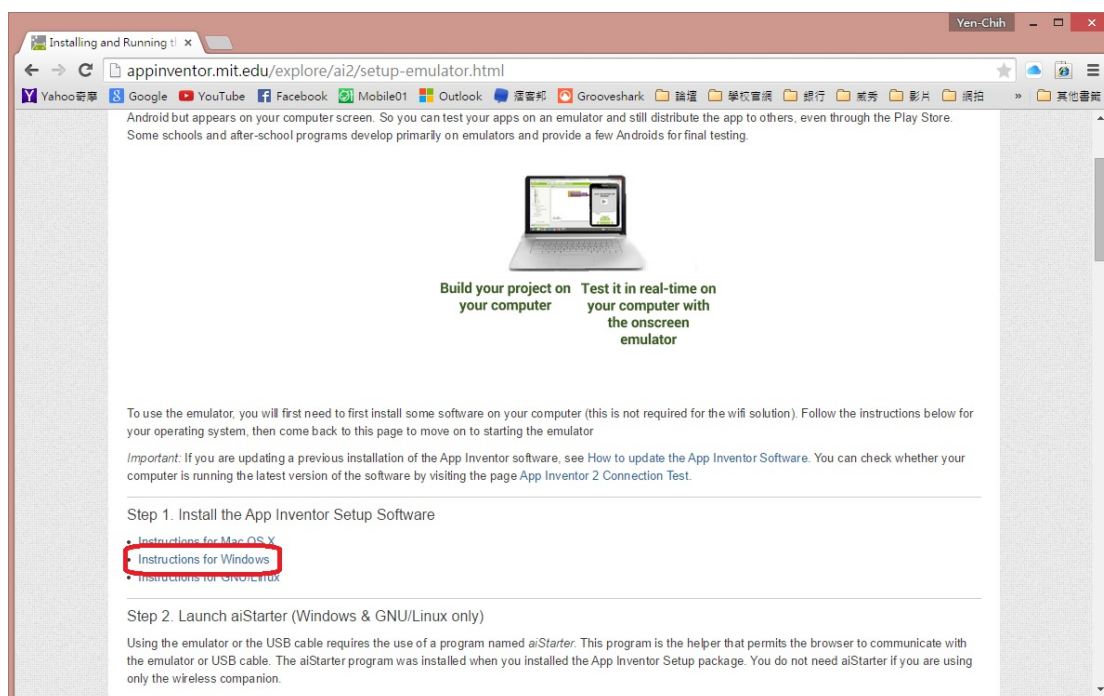 Yen-Chih
Installing and Running tl
appinventor.mit.edu/explore/ai2/setup-emulator.html
Yahoo奇摩 Google YouTube Facebook Mobile01 Outlook 痞客邦 Grooveshark 論壇 學校官網 銀行 威秀 影片 網拍 » 其他書籤
Android but appears on your computer screen. So you can test your apps on an emulator and still distribute the app to others, even through the Play Store.
Some schools and after-school programs develop primarily on emulators and provide a few Androids for final testing.
Build your project on your computer
Test it in real-time on your computer with the onscreen emulator
To use the emulator, you will first need to first install some software on your computer (this is not required for the wifi solution). Follow the instructions below for
your operating system, then come back to this page to move on to starting the emulator
Important: If you are updating a previous installation of the App Inventor software, see How to update the App Inventor Software. You can check whether your
computer is running the latest version of the software by visiting the page App Inventor 2 Connection Test.
Step 1. Install the App Inventor Setup Software
Instructions for Mac OS X
Instructions for Windows
Instructions for GNU/Linux
Step 2. Launch aiStarter (Windows & GNU/Linux only)
Using the emulator or the USB cable requires the use of a program named aiStarter. This program is the helper that permits the browser to communicate with
the emulator or USB cable. The aiStarter program was installed when you installed the App Inventor Setup package. You do not need aiStarter if you are using
only the wireless companion.